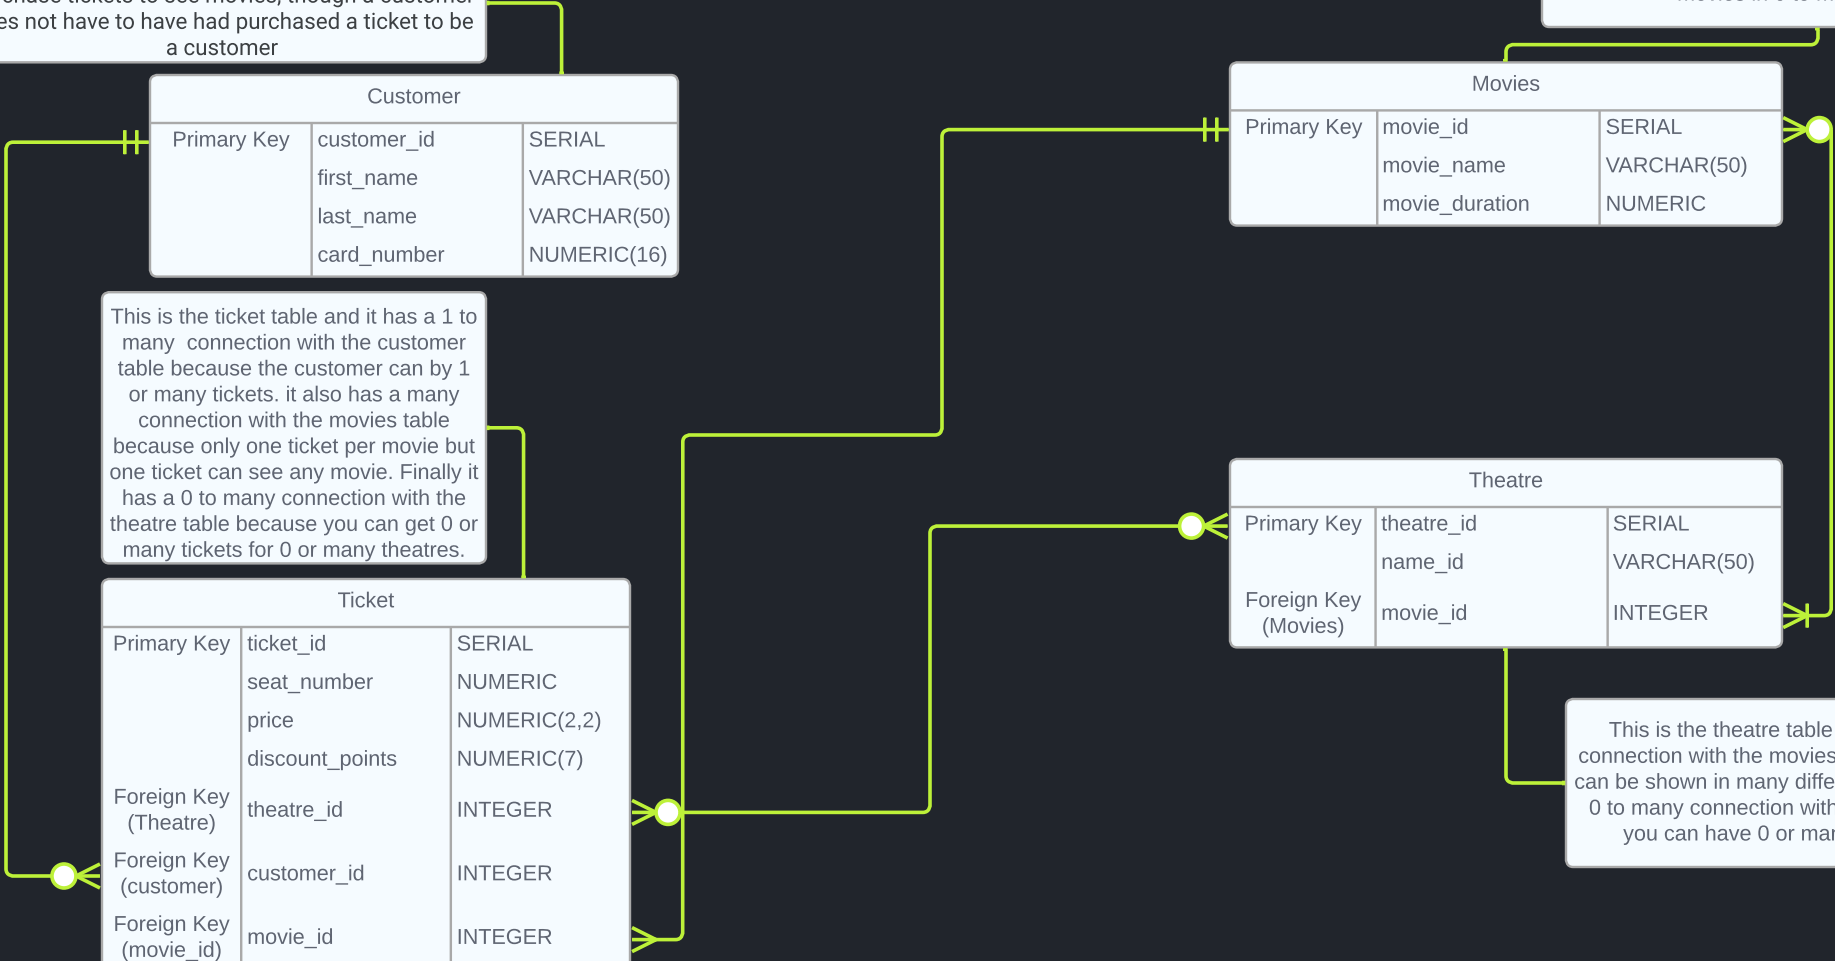 es not have to have had purchased a ticket to be
a customer
Customer
Primary Key customer_id SERIAL
first_name VARCHAR(50)
last_name VARCHAR(50)
card_number NUMERIC(16)
This is the ticket table and it has a 1 to
many connection with the customer
table because the customer can by 1
or many tickets. it also has a many
connection with the movies table
because only one ticket per movie but
one ticket can see any movie. Finally it
has a 0 to many connection with the
theatre table because you can get 0 or
many tickets for 0 or many theatres.
Ticket
Primary Key ticket_id SERIAL
seat_number NUMERIC
price NUMERIC(2,2)
discount_points NUMERIC(7)
Foreign Key
(Theatre) theatre_id INTEGER
Foreign Key
(customer) customer_id INTEGER
Foreign Key
(movie_id) movie_id INTEGER
Movies
Primary Key movie_id SERIAL
movie_name VARCHAR(50)
movie_duration NUMERIC
Theatre
Primary Key theatre_id SERIAL
name_id VARCHAR(50)
Foreign Key
(Movies) movie_id INTEGER
This is the theatre table
connection with the movies
can be shown in many diffe
0 to many connection with
you can have 0 or mar